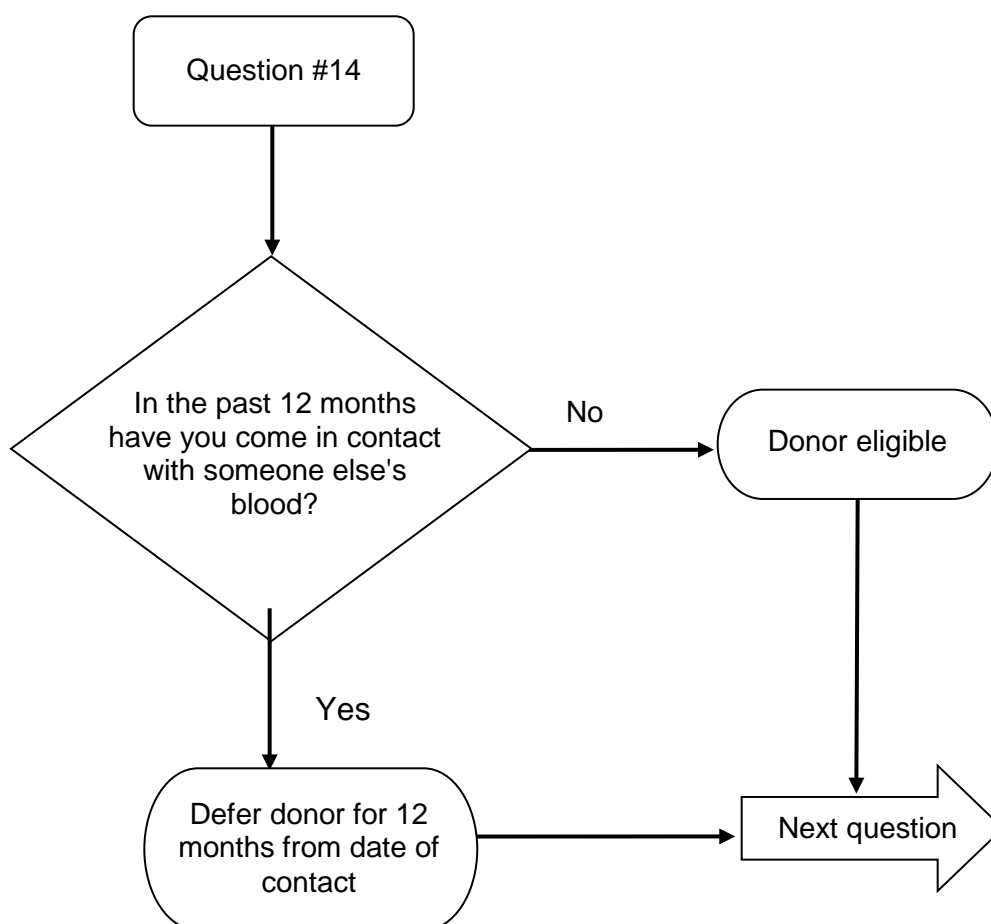 Question #14
In the past 12 months
have you come in contact
with someone else's
blood?
No
Donor eligible
Yes
Defer donor for 12
months from date of
contact
Next question